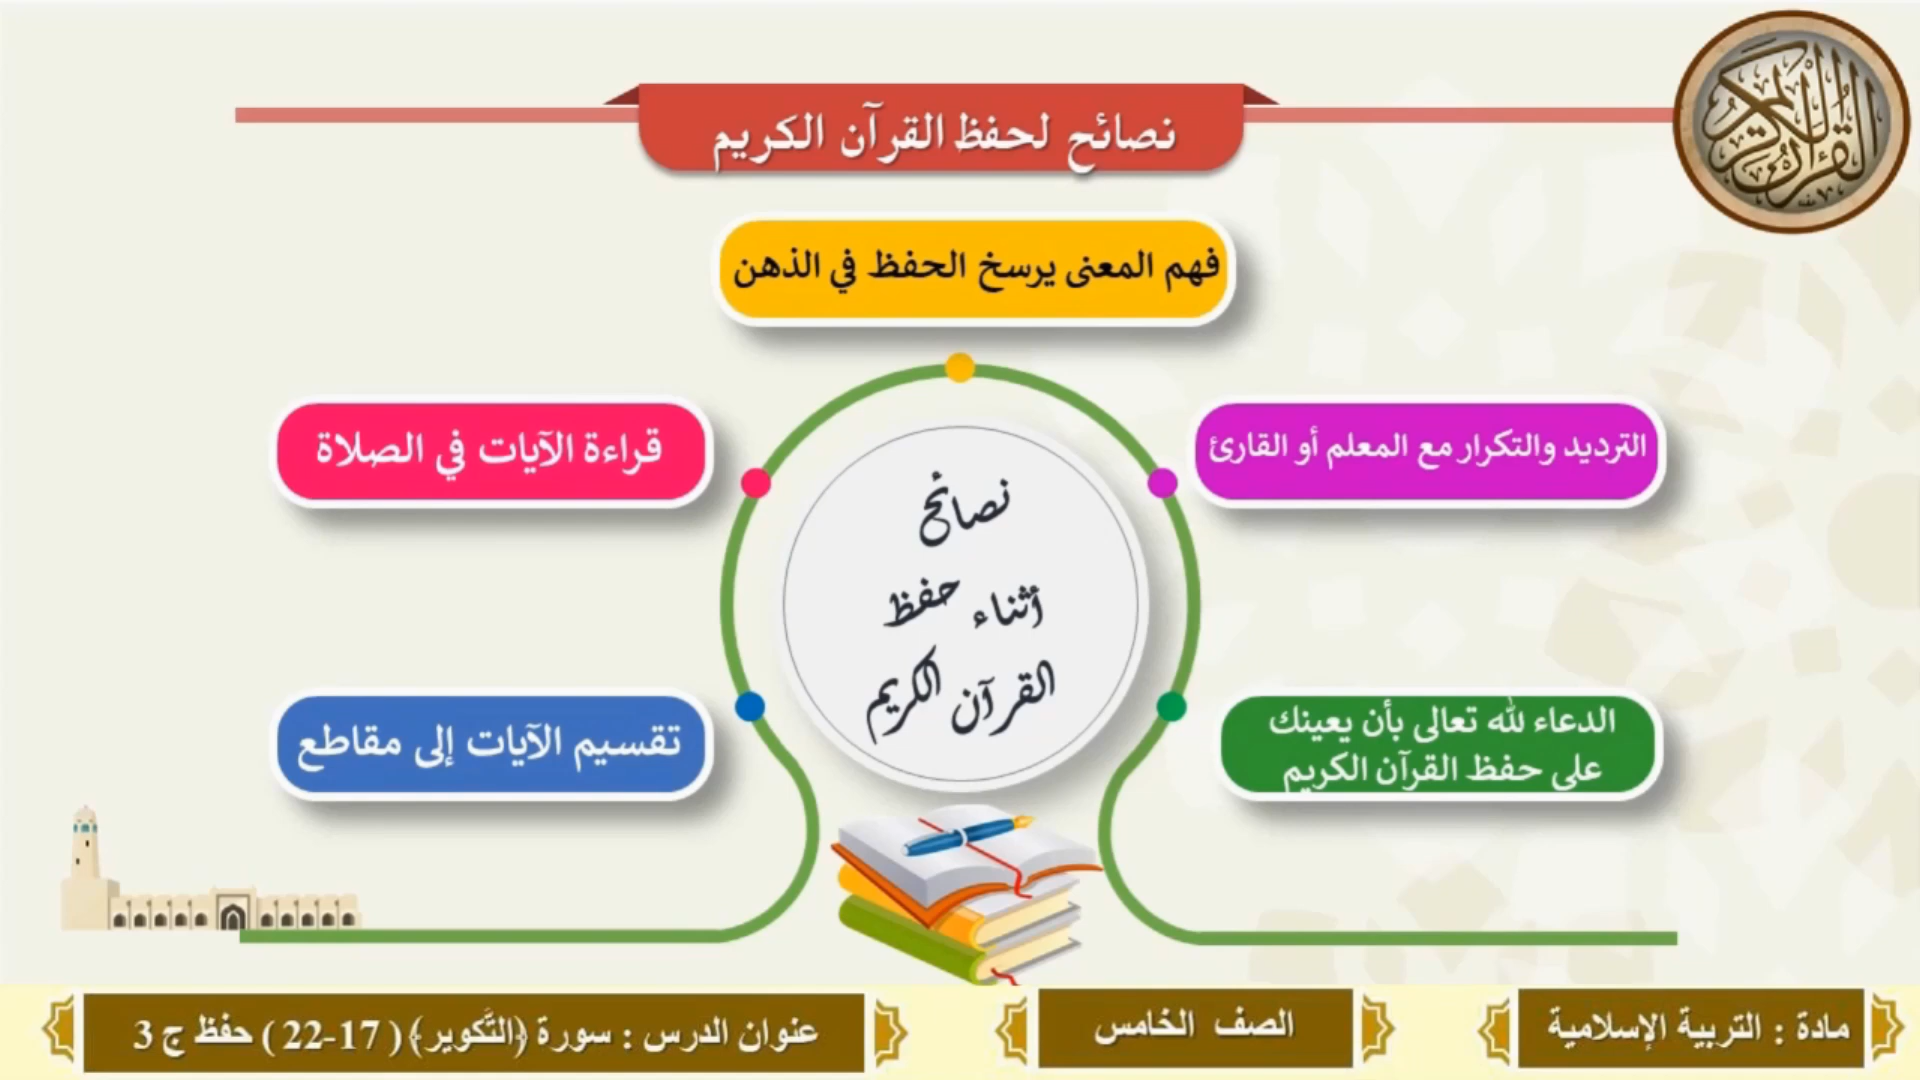 القرآن الكريم
نصائح لحفظ القرآن الكريم
فهم المعنى يرسخ الحفظ في الذهن
الترديد والتكرار مع المعلم أو القارئ
قراءة الآيات في الصلاة
نصائح
أثناء حفظ
القرآن الكريم
الدعاء لله تعالى بأن يعينك
على حفظ القرآن الكريم
تقسيم الآيات إلى مقاطع
مادة : التربية الإسلامية
الصف الخامس
عنوان الدرس : سورة ﴿التَّكوير﴾ ( 17-22 ) حفظ ج 3